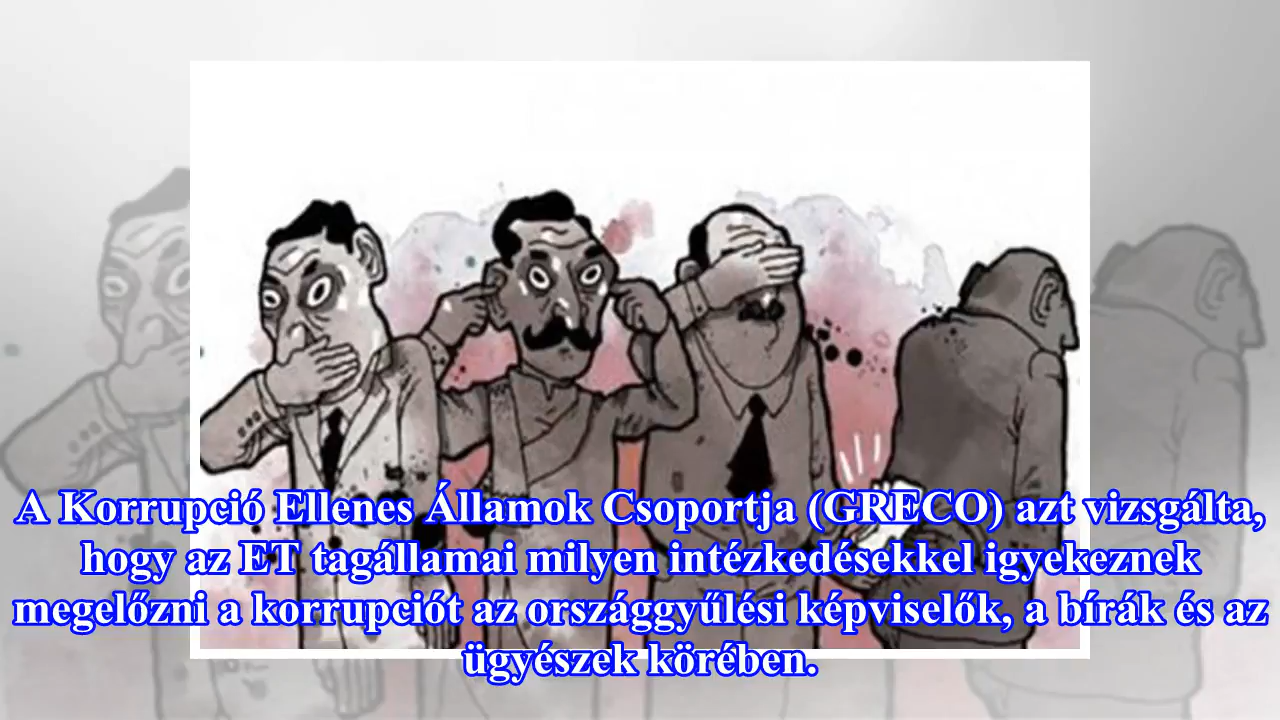 A Korrupció Ellenes Államok Csoportja (GRECO) azt vizsgálta,
hogy az ET tagállamai milyen intézkedésekkel igyekeznek
megelőzni a korrupciót az országgyűlési képviselők, a bírák és az
ügyészek körében.